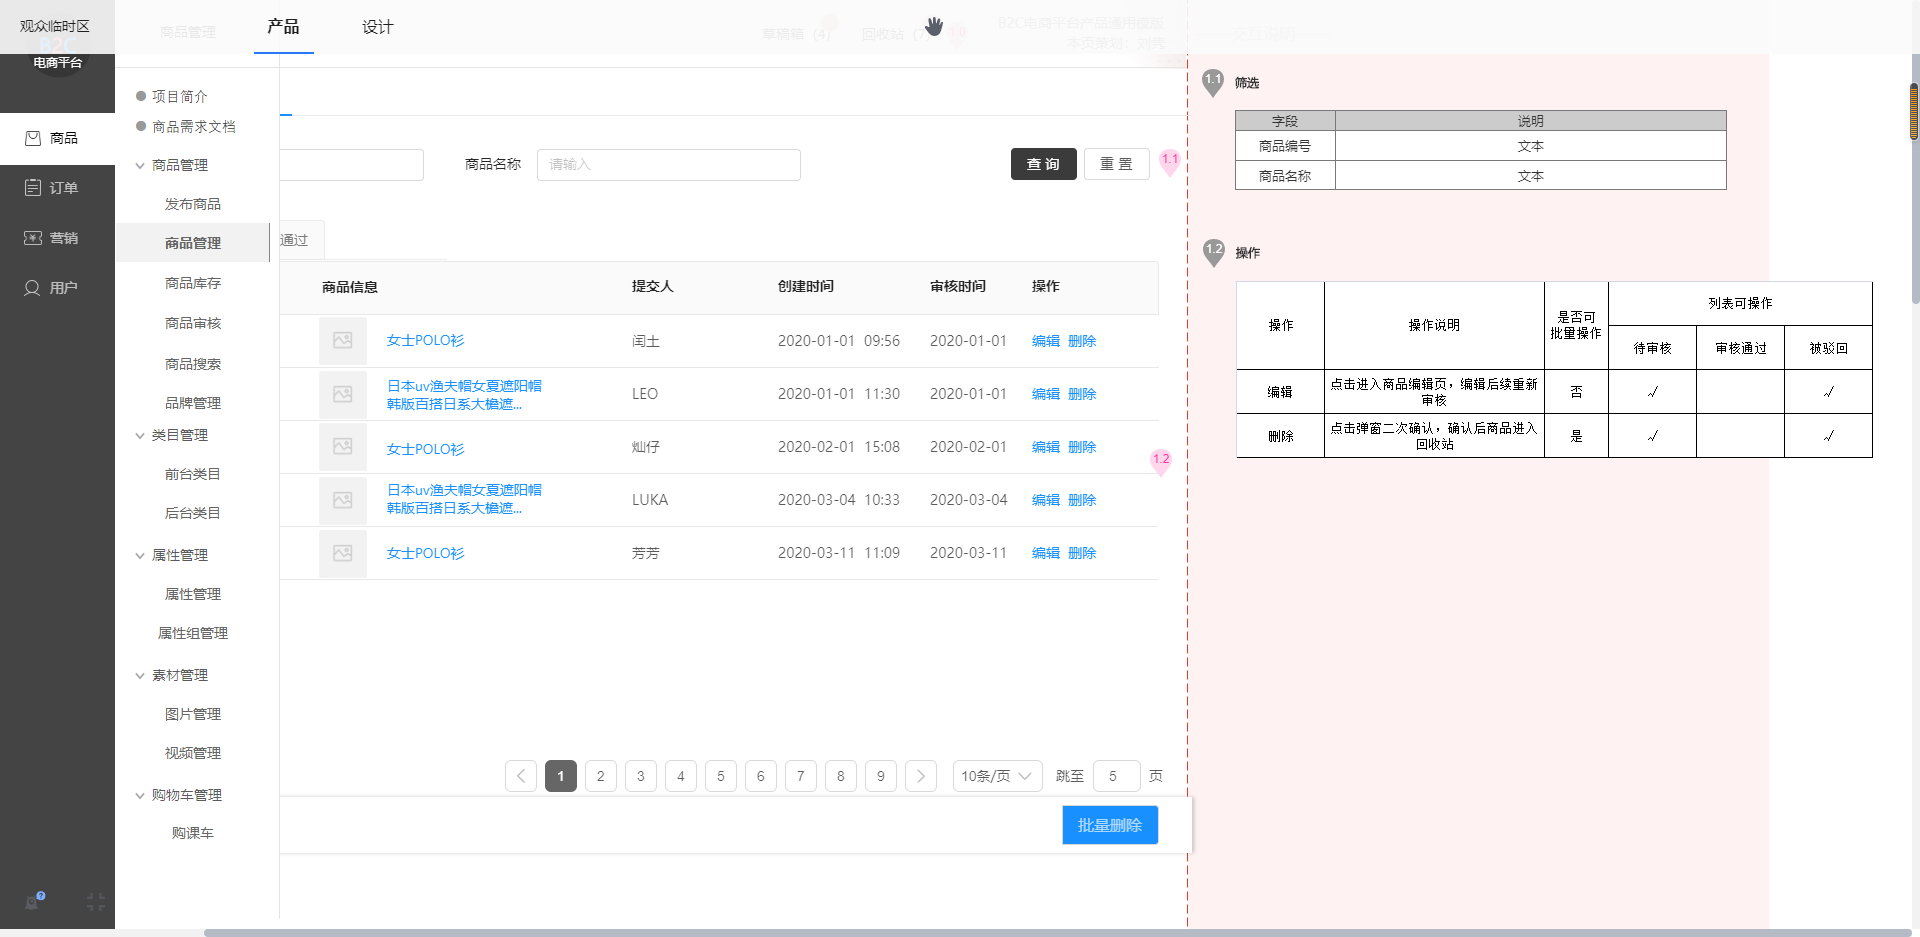 观众临时区
产品
设计
商品管理
草稿箱 (4)
回收站
B2C电商平台产品通用模版
B2C
电商平台
商品
订单
营销
用户
项目简介
商品需求文档
商品管理
发布商品
商品管理
商品库存
商品审核
商品搜索
品牌管理
类目管理
前台类目
后台类目
属性管理
属性管理
属性组管理
素材管理
图片管理
视频管理
购物车管理
购课车
商品名称 请输入 查 询 重 置 1.1
通过
商品信息 提交人 创建时间 审核时间 操作
女士POLO衫 闰土 2020-01-01 09:56 2020-01-01 编辑 删除
日本uv渔夫帽女夏遮阳帽
韩版百搭日系大檐遮...
LEO 2020-01-01 11:30 2020-01-01 编辑 删除
女士POLO衫 灿仔 2020-02-01 15:08 2020-01-01 编辑 删除
1.2
日本uv渔夫帽女夏遮阳帽
韩版百搭日系大檐遮...
LUKA 2020-03-04 10:33 2020-03-04 编辑 删除
女士POLO衫 芳芳 2020-03-11 11:09 2020-03-11 编辑 删除
1 2 3 4 5 6 7 8 9 10条/页 跳至 5 页
批量删除
1.1 筛选
字段 说明
商品编号 文本
商品名称 文本
1.2 操作
操作 操作说明 是否可
批量操作
列表可操作
待审核 审核通过 被驳回
编辑 点击进入商品编辑页，编辑后续重新
审核
否 √ √
删除 点击弹窗二次确认，确认后商品进入
回收站
是 √ √